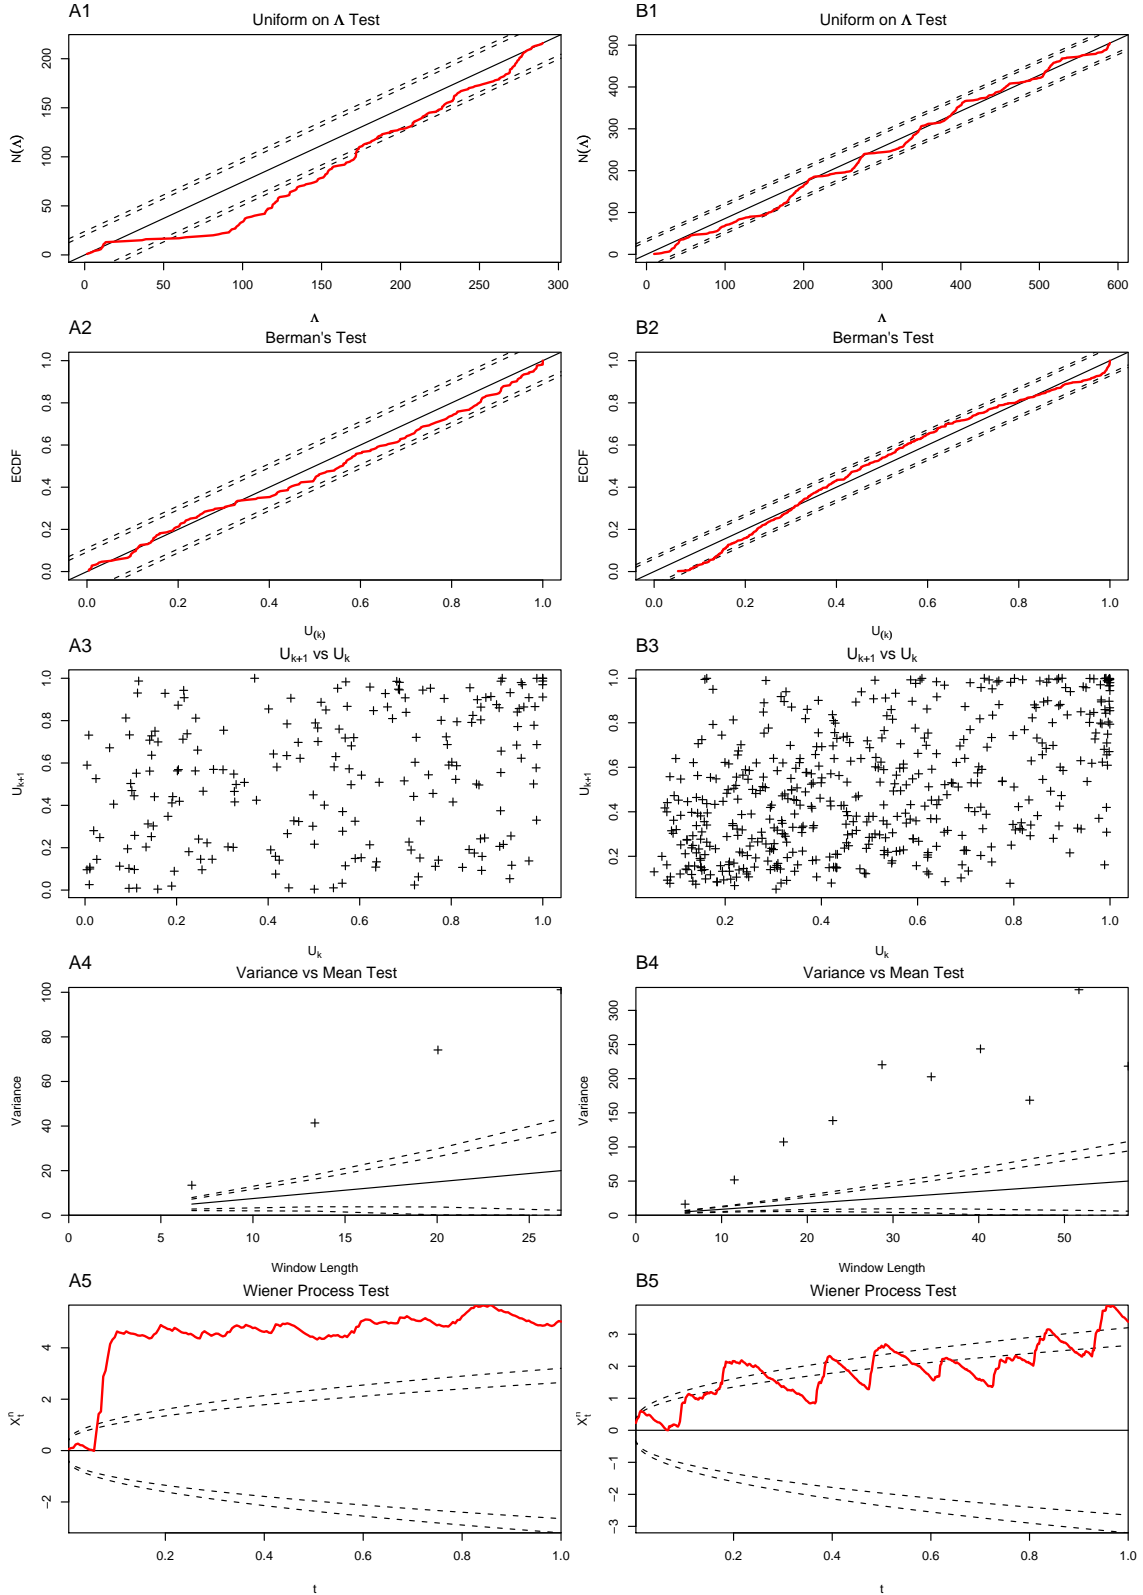 A1
Uniform on Λ Test
N(Λ)
0 50 100 150 200
0 50 100 150 200 250 300
Λ
B1
Uniform on Λ Test
N(Λ)
0 100 200 300 400 500
0 100 200 300 400 500 600
Λ
A2
Berman's Test
ECDF
0.0 0.2 0.4 0.6 0.8 1.0
0.0 0.2 0.4 0.6 0.8 1.0
U(k)
B2
Berman's Test
ECDF
0.0 0.2 0.4 0.6 0.8 1.0
0.0 0.2 0.4 0.6 0.8 1.0
U(k)
A3
Uk+1 vs Uk
Uk+1
0.0 0.2 0.4 0.6 0.8 1.0
0.0 0.2 0.4 0.6 0.8 1.0
Uk
B3
Uk+1 vs Uk
Uk+1
0.2 0.4 0.6 0.8 1.0
0.2 0.4 0.6 0.8 1.0
Uk
A4
Variance vs Mean Test
Variance
0 20 40 60 80 100
0 5 10 15 20 25
Window Length
B4
Variance vs Mean Test
Variance
0 50 100 150 200 250 300
0 10 20 30 40 50
Window Length
A5
Wiener Process Test
Xtn
-2 0 2 4
0.2 0.4 0.6 0.8 1.0
t
B5
Wiener Process Test
Xtn
-3 -2 -1 0 1 2 3
0.2 0.4 0.6 0.8 1.0
t